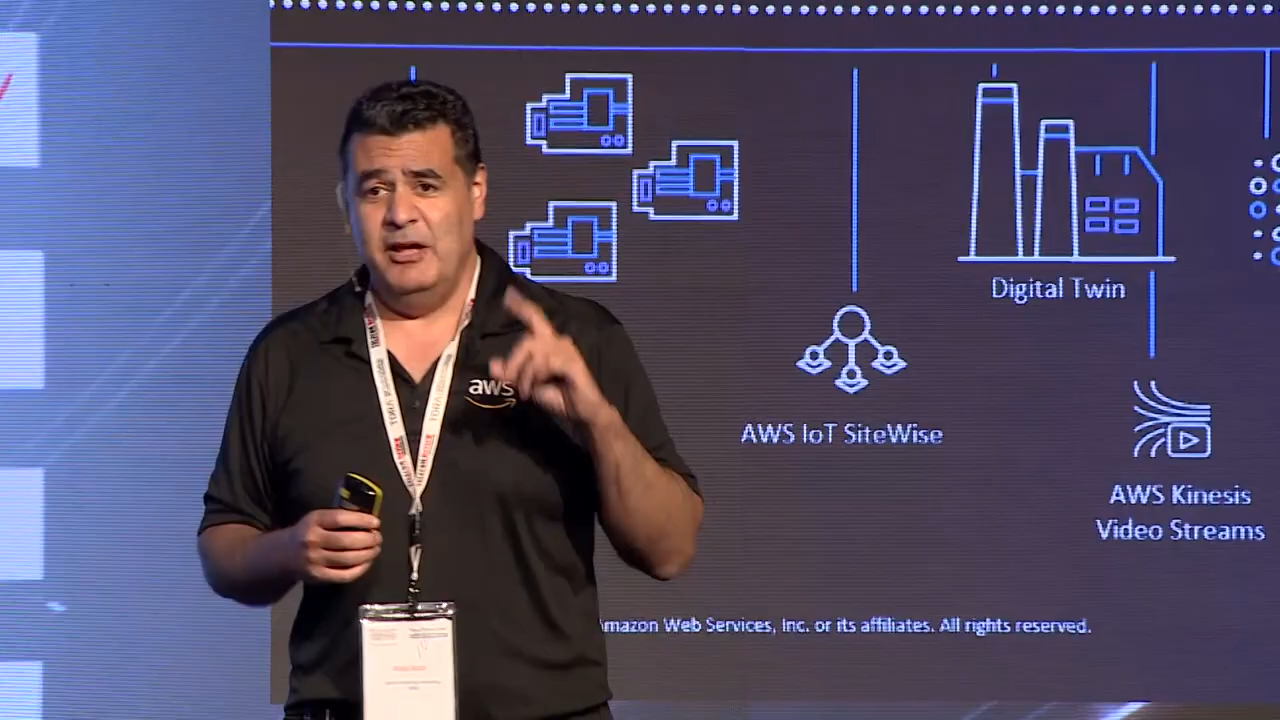 Digital Twin
aws
AWS IoT SiteWise
AWS Kinesis
Video Streams
mazon Web Services, Inc. or its affiliates. All rights reserved.